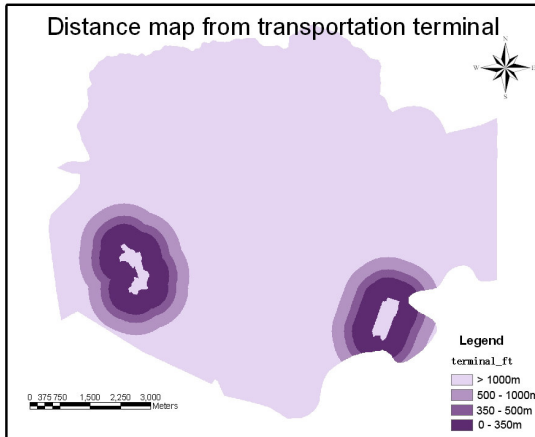 Distance map from transportation terminal
N
W E
S
Legend
terminal_ft
> 1000m
500 - 1000m
350 - 500m
0 - 350m
0 375 750 1,500 2,250 3,000
Meters